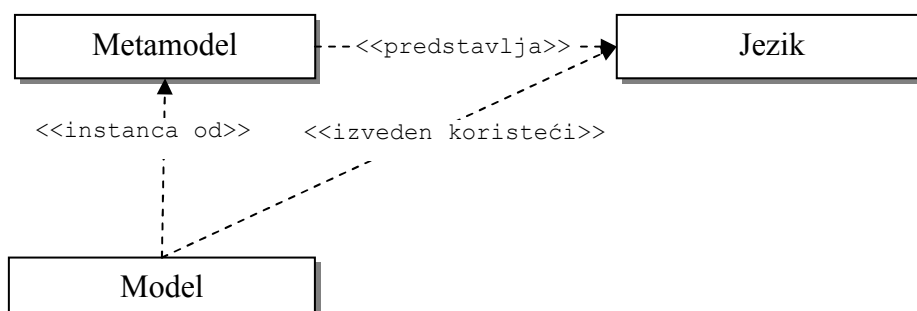 Metamodel <<predstavlja>> Jezik
<<instanca od>> <<izveden koristeći>>
Model